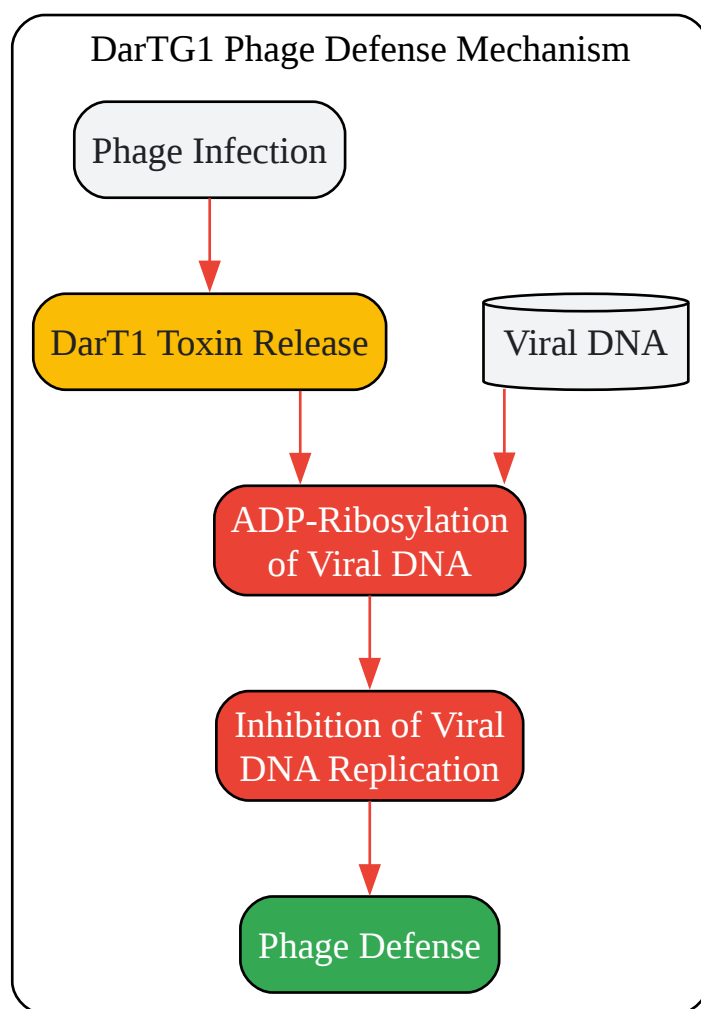 DarTG1 Phage Defense Mechanism
Phage Infection
DarT1 Toxin Release
Viral DNA
ADP-Ribosylation
of Viral DNA
Inhibition of Viral
DNA Replication
Phage Defense